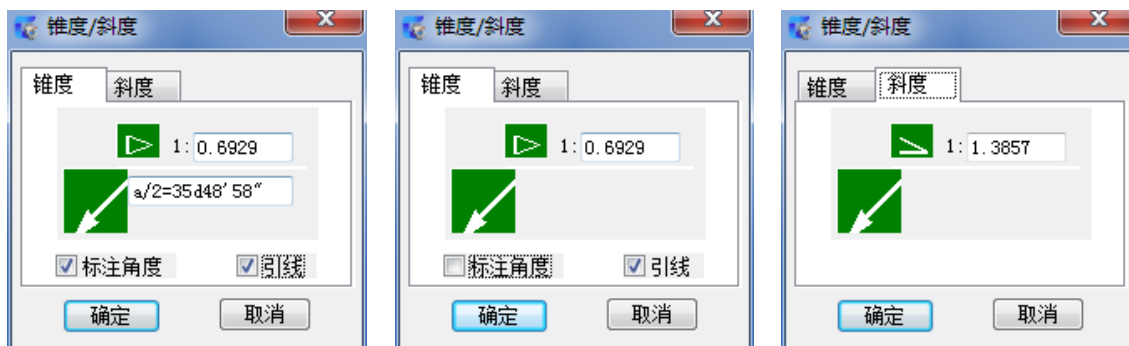 锥度/斜度
锥度 斜度
1: 0.6929
a/2=35d48'58"
标注角度 引线
确定 取消
锥度/斜度
锥度 斜度
1: 0.6929
标注角度 引线
确定 取消
锥度/斜度
锥度 斜度
1: 1.3857
确定 取消